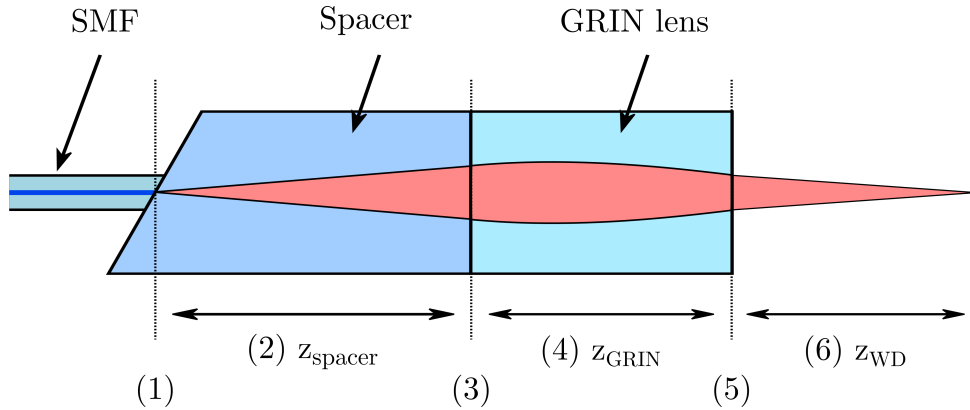 SMF
Spacer
GRIN lens
(2) z_spacer
(4) z_GRIN
(6) z_WD
(1)
(3)
(5)